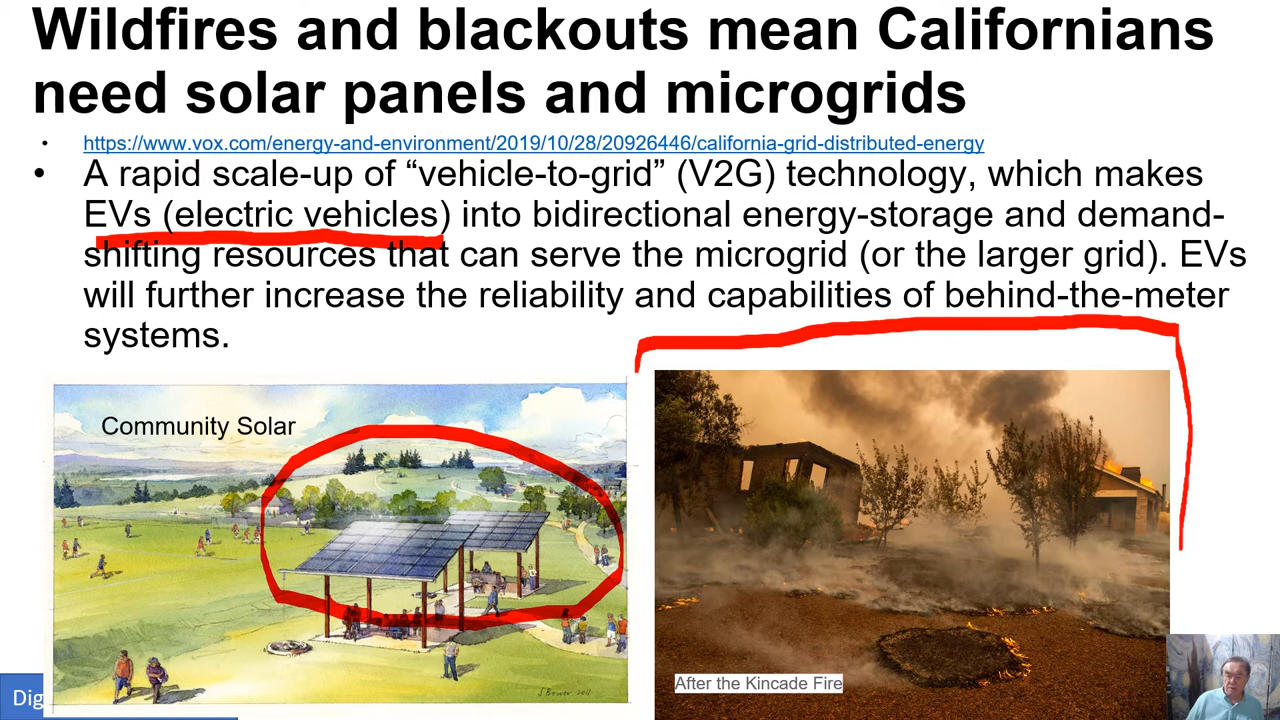 Wildfires and blackouts mean Californians
need solar panels and microgrids
• https://www.vox.com/energy-and-environment/2019/10/28/20926446/california-grid-distributed-energy
• A rapid scale-up of “vehicle-to-grid” (V2G) technology, which makes
EVs (electric vehicles) into bidirectional energy-storage and demand-
shifting resources that can serve the microgrid (or the larger grid). EVs
will further increase the reliability and capabilities of behind-the-meter
systems.
Community Solar
After the Kincade Fire
Dig